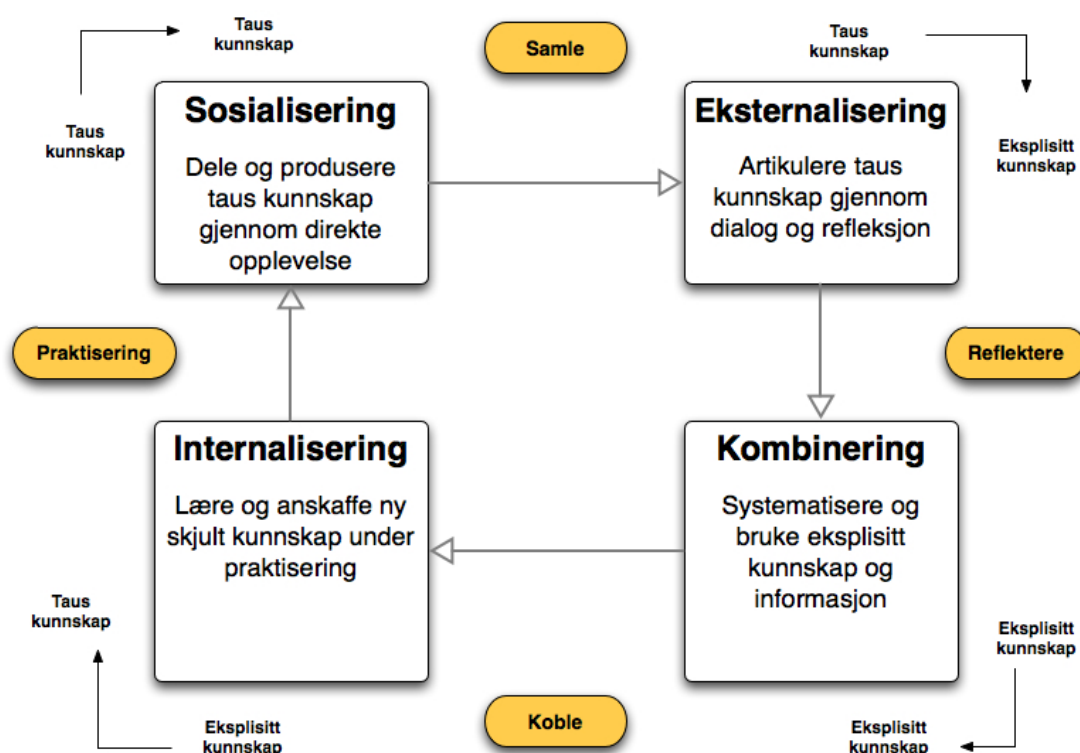 Taus
kunnskap
Taus
kunnskap
Samle
Taus
kunnskap
Eksplisitt
kunnskap
Sosialisering
Dele og produsere
taus kunnskap
gjennom direkte
opplevelse
Eksternalisering
Artikulere taus
kunnskap gjennom
dialog og refleksjon
Praktisering
Reflektere
Internalisering
Lære og anskaffe ny
skjult kunnskap under
praktisering
Kombinering
Systematisere og
bruke eksplisitt
kunnskap og
informasjon
Taus
kunnskap
Eksplisitt
kunnskap
Koble
Eksplisitt
kunnskap
Eksplisitt
kunnskap